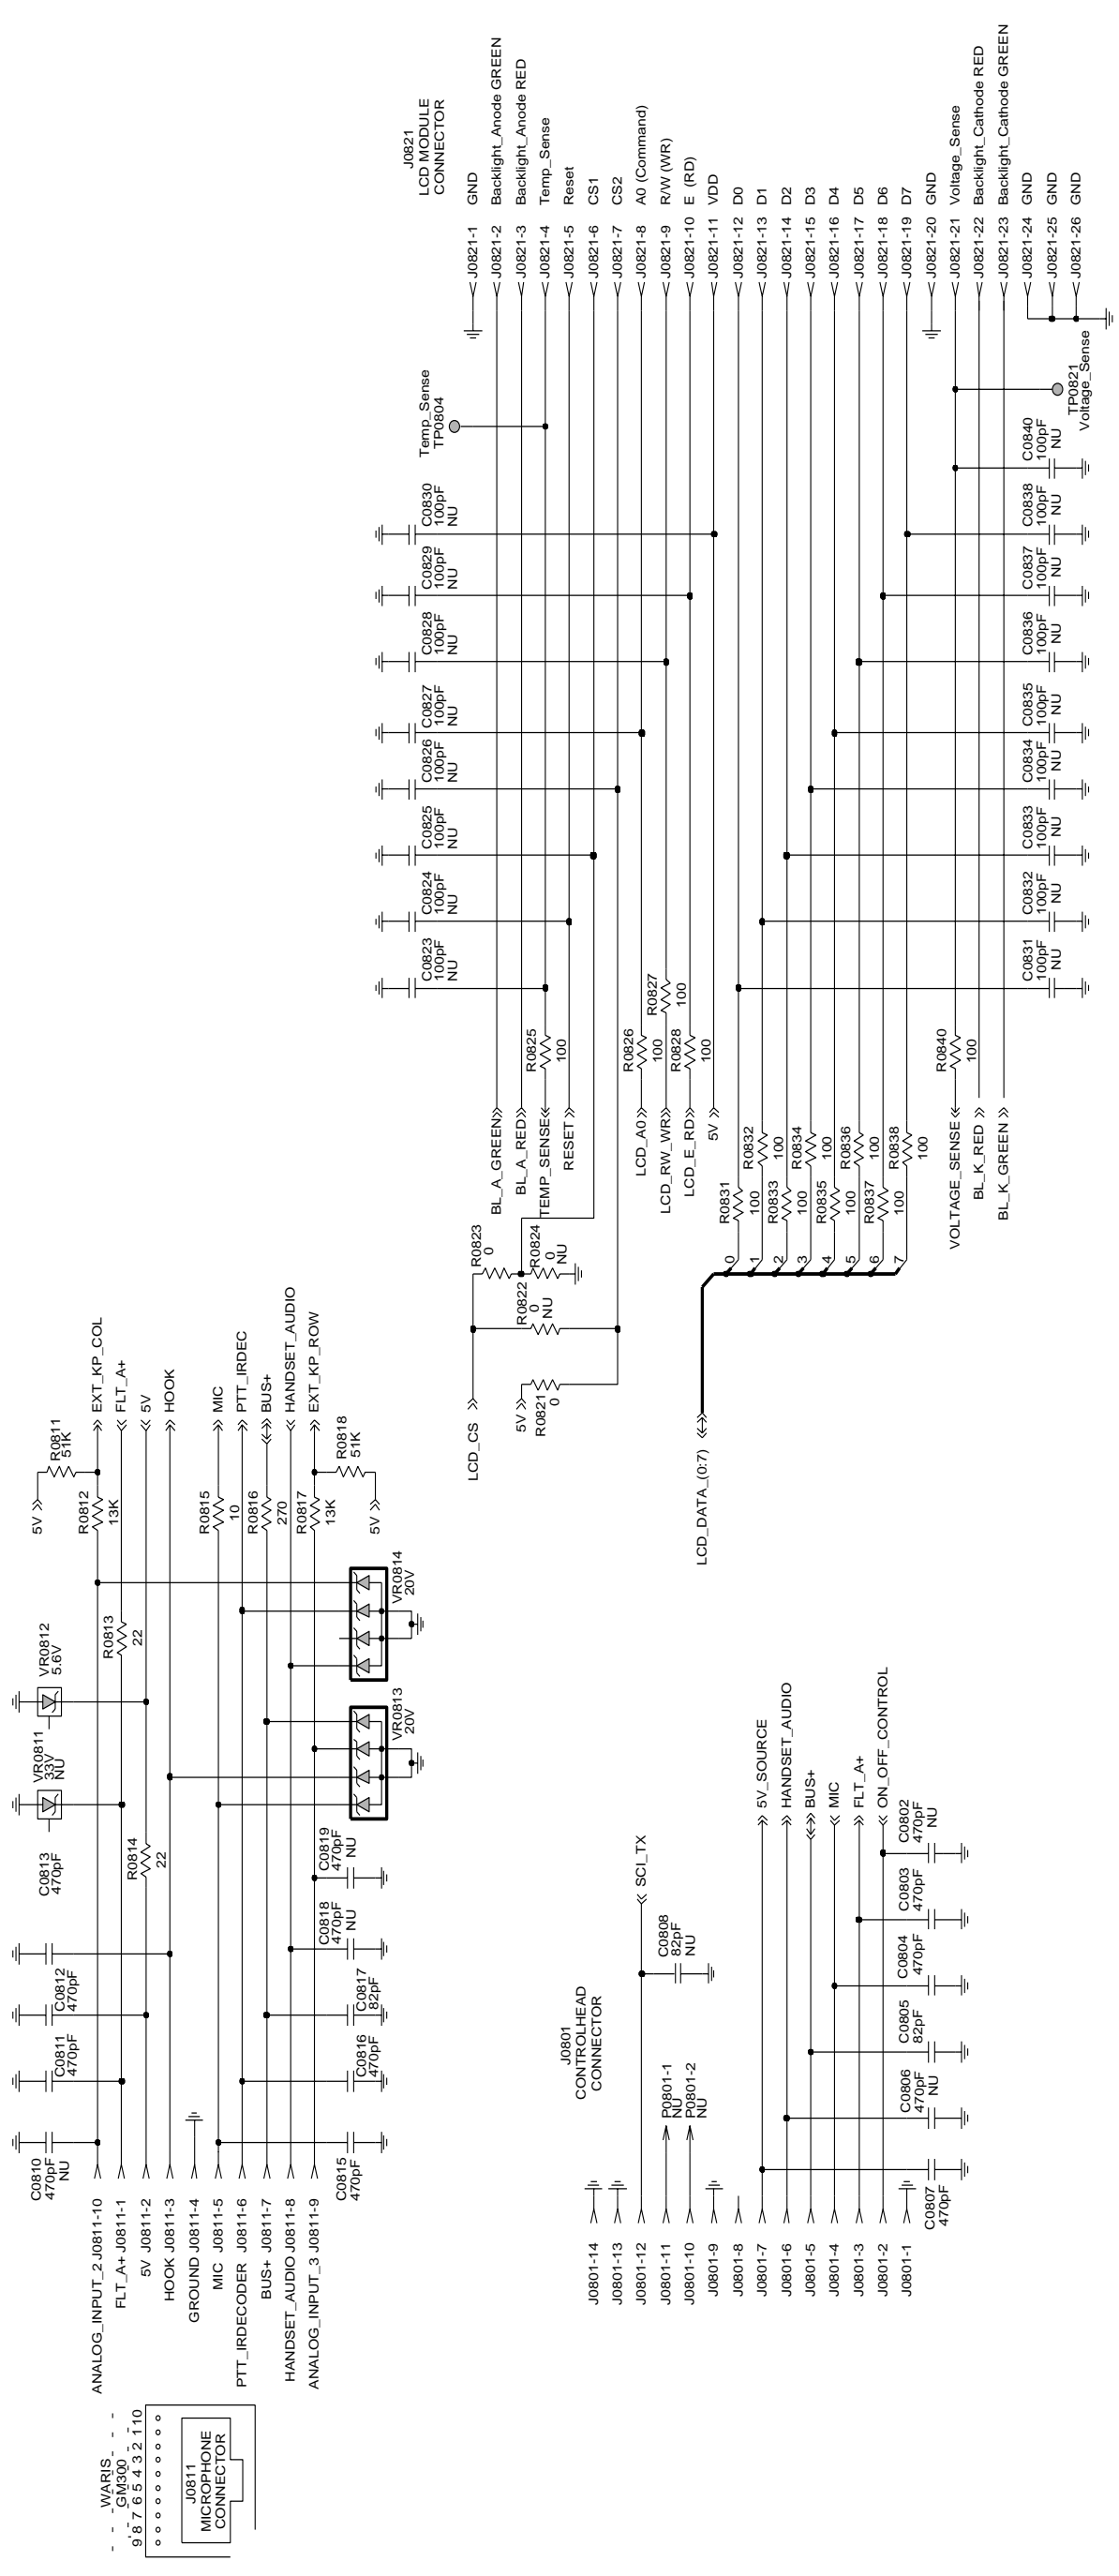 WARIS
GM300
9 8 7 6 5 4 3 2 1 10
J0811
MICROPHONE
CONNECTOR
ANALOG_INPUT_2 J0811-10
FLT_A+ J0811-1
5V J0811-2
HOOK J0811-3
GROUND J0811-4
MIC J0811-5
PTT_IRDECODER J0811-6
BUS+ J0811-7
HANDSET_AUDIO J0811-8
ANALOG_INPUT_3 J0811-9
C0810
470pF
NU
C0811
470pF
C0812
470pF
C0813
470pF
C0815
470pF
C0816
470pF
C0817
82pF
C0818
470pF
NU
C0819
470pF
NU
R0814
22
VR0811
33V
NU
VR0812
5.6V
R0813
22
VR0813
20V
VR0814
20V
R0812
13K
R0811
51K
5V
R0815
10
R0816
270
R0817
13K
R0818
51K
5V
EXT_KP_COL
FLT_A+
5V
HOOK
MIC
PTT_IRDEC
BUS+
HANDSET_AUDIO
EXT_KP_ROW
J0801
CONTROLHEAD
CONNECTOR
J0801-14
J0801-13
J0801-12
J0801-11
J0801-10
J0801-9
J0801-8
J0801-7
J0801-6
J0801-5
J0801-4
J0801-3
J0801-2
J0801-1
P0801-1
NU
P0801-2
NU
C0808
82pF
NU
SCI_TX
C0807
470pF
C0806
470pF
NU
C0805
82pF
C0804
470pF
C0803
470pF
C0802
470pF
NU
5V_SOURCE
HANDSET_AUDIO
BUS+
MIC
FLT_A+
ON_OFF_CONTROL
LCD_CS
5V
R0821
0
R0822
0
NU
R0823
0
R0824
0
NU
LCD_DATA_(0:7)
0
1
2
3
4
5
6
7
BL_A_GREEN
BL_A_RED
TEMP_SENSE
RESET
LCD_A0
LCD_RW_WR
LCD_E_RD
5V
VOLTAGE_SENSE
BL_K_RED
BL_K_GREEN
R0825
100
R0826
100
R0827
100
R0828
100
R0831
100
R0832
100
R0833
100
R0834
100
R0835
100
R0836
100
R0837
100
R0838
100
R0840
100
C0823
100pF
NU
C0824
100pF
NU
C0825
100pF
NU
C0826
100pF
NU
C0827
100pF
NU
C0828
100pF
NU
C0829
100pF
NU
C0830
100pF
NU
C0831
100pF
NU
C0832
100pF
NU
C0833
100pF
NU
C0834
100pF
NU
C0835
100pF
NU
C0836
100pF
NU
C0837
100pF
NU
C0838
100pF
NU
C0840
100pF
NU
Temp_Sense
TP0804
TP0821
Voltage_Sense
J0821
LCD MODULE
CONNECTOR
J0821-1 GND
J0821-2 Backlight_Anode GREEN
J0821-3 Backlight_Anode RED
J0821-4 Temp_Sense
J0821-5 Reset
J0821-6 CS1
J0821-7 CS2
J0821-8 A0 (Command)
J0821-9 R/W (WR)
J0821-10 E (RD)
J0821-11 VDD
J0821-12 D0
J0821-13 D1
J0821-14 D2
J0821-15 D3
J0821-16 D4
J0821-17 D5
J0821-18 D6
J0821-19 D7
J0821-20 GND
J0821-21 Voltage_Sense
J0821-22 Backlight_Cathode RED
J0821-23 Backlight_Cathode GREEN
J0821-24 GND
J0821-25 GND
J0821-26 GND